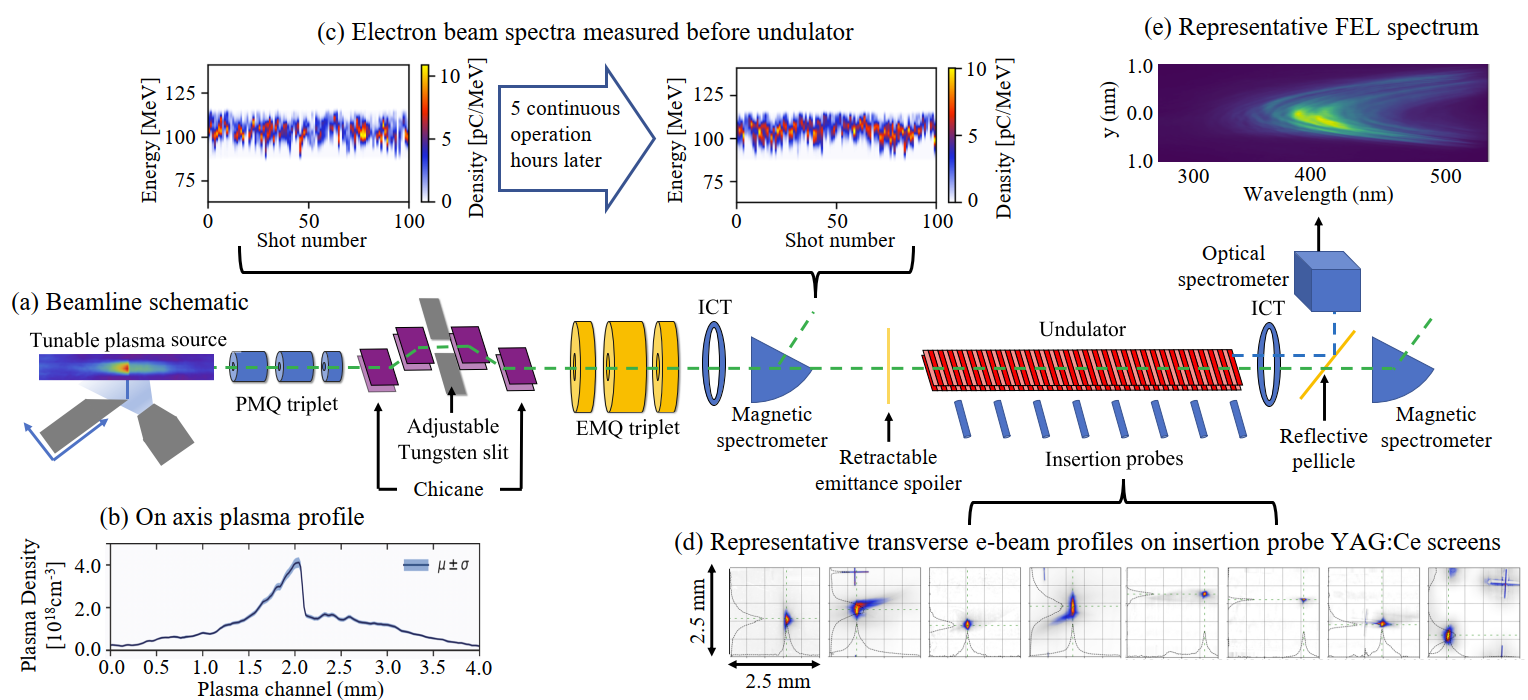 (c) Electron beam spectra measured before undulator
(e) Representative FEL spectrum
Energy [MeV]
125
100
75
0
50
100
Shot number
10
5
0
Density [pC/MeV]
5 continuous
operation
hours later
Energy [MeV]
125
100
75
0
50
100
Shot number
10
5
0
Density [pC/MeV]
y (nm)
1.0
0.0
1.0
300
400
500
Wavelength (nm)
(a) Beamline schematic
Tunable plasma source
PMQ triplet
Adjustable
Tungsten slit
Chicane
EMQ triplet
ICT
Magnetic
spectrometer
Retractable
emittance spoiler
Undulator
Insertion probes
Optical
spectrometer
ICT
Reflective
pellicle
Magnetic
spectrometer
(b) On axis plasma profile
Plasma Density
[10¹⁸cm⁻³]
4.0
2.0
0.0
μ ± σ
0.0
0.5
1.0
1.5
2.0
2.5
3.0
3.5
4.0
Plasma channel (mm)
(d) Representative transverse e-beam profiles on insertion probe YAG:Ce screens
2.5 mm
2.5 mm